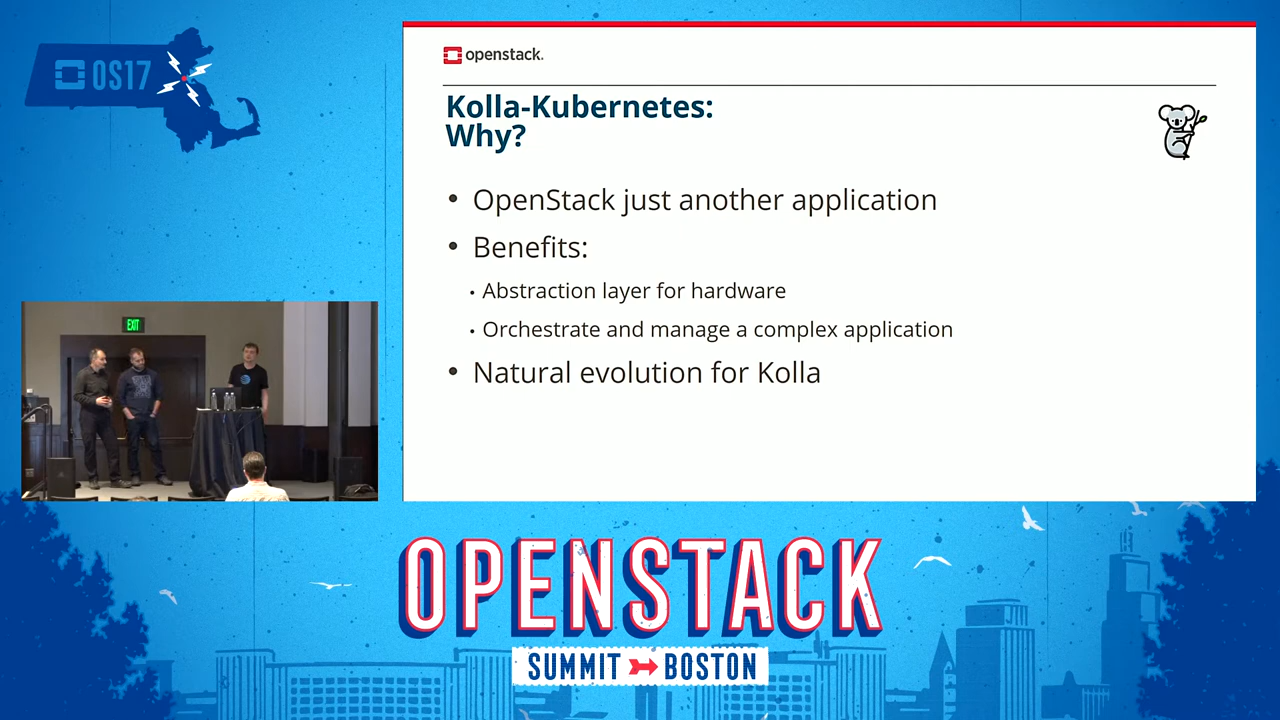 OS17
openstack.
Kolla-Kubernetes:
Why?
• OpenStack just another application
• Benefits:
• Abstraction layer for hardware
• Orchestrate and manage a complex application
• Natural evolution for Kolla
EXIT
OPENSTACK
SUMMIT BOSTON